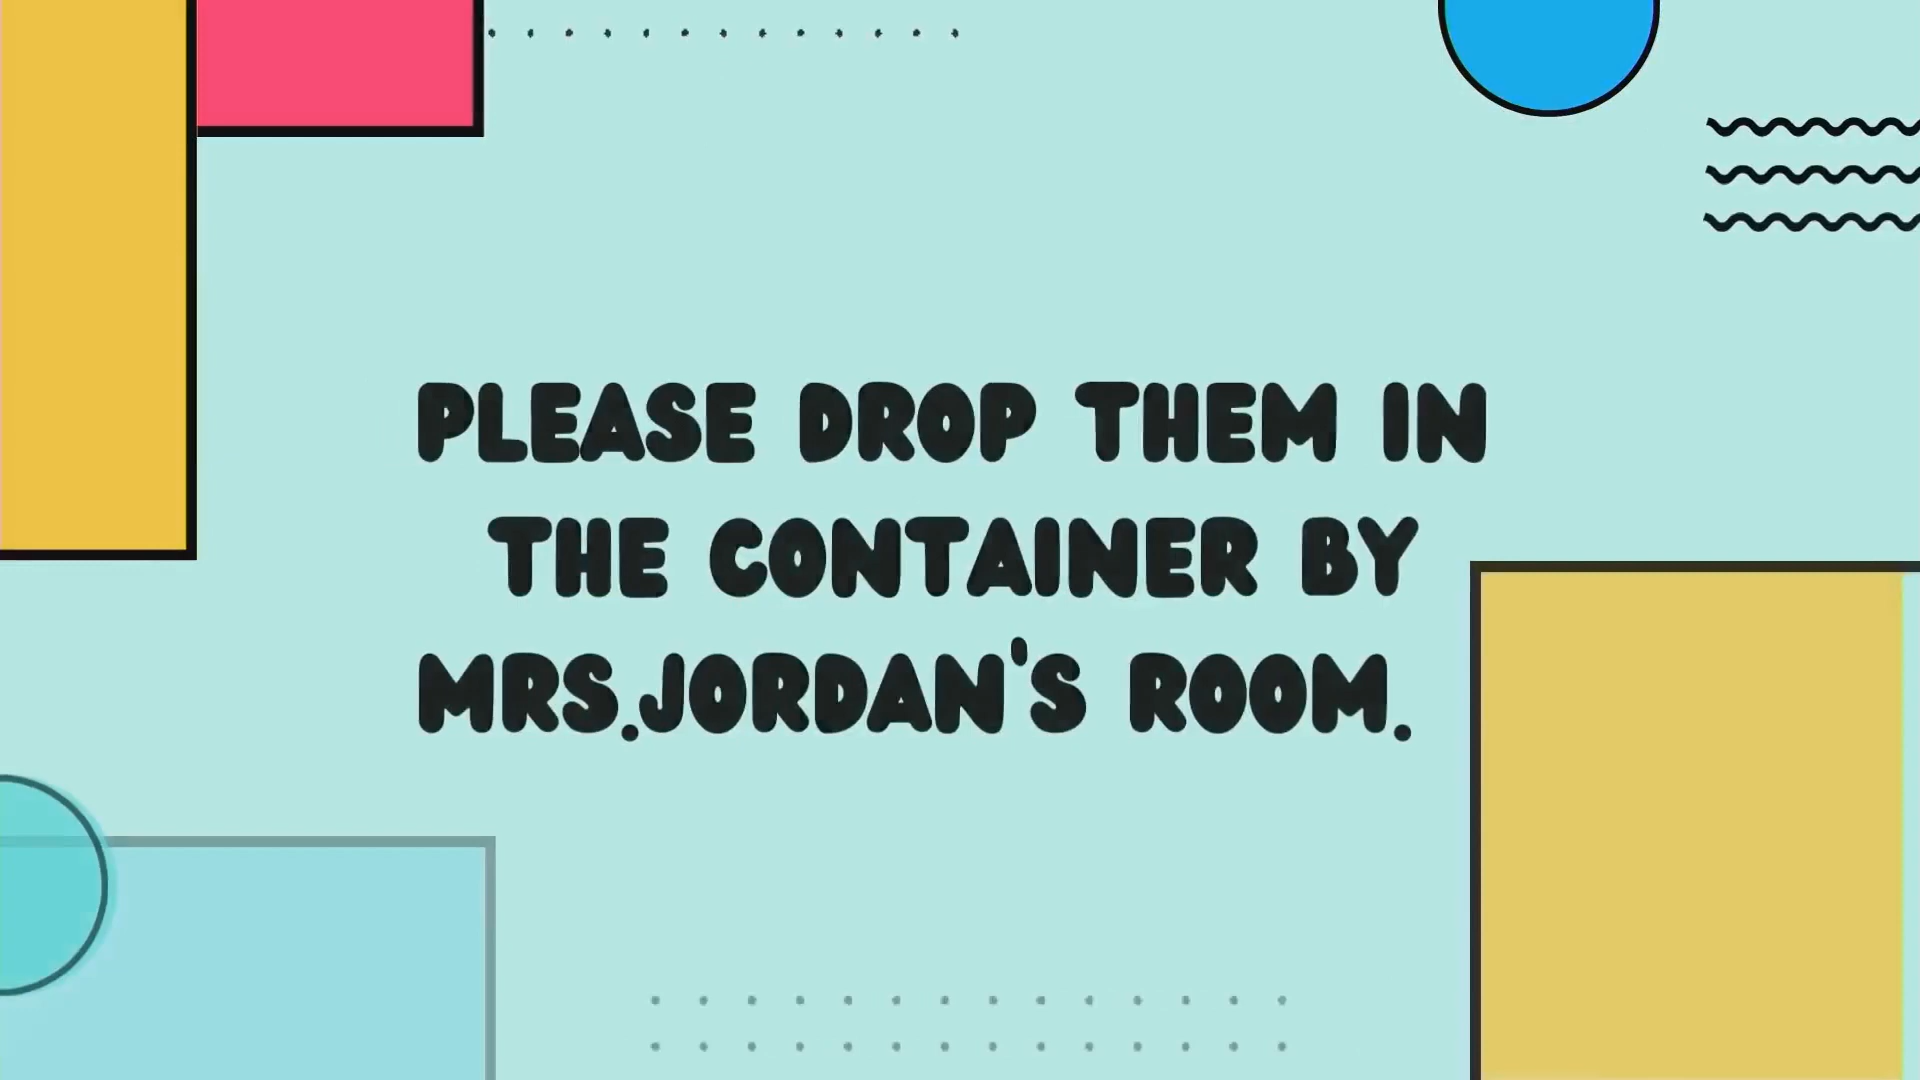 PLEASE DROP THEM IN
THE CONTAINER BY
MRS.JORDAN'S ROOM.